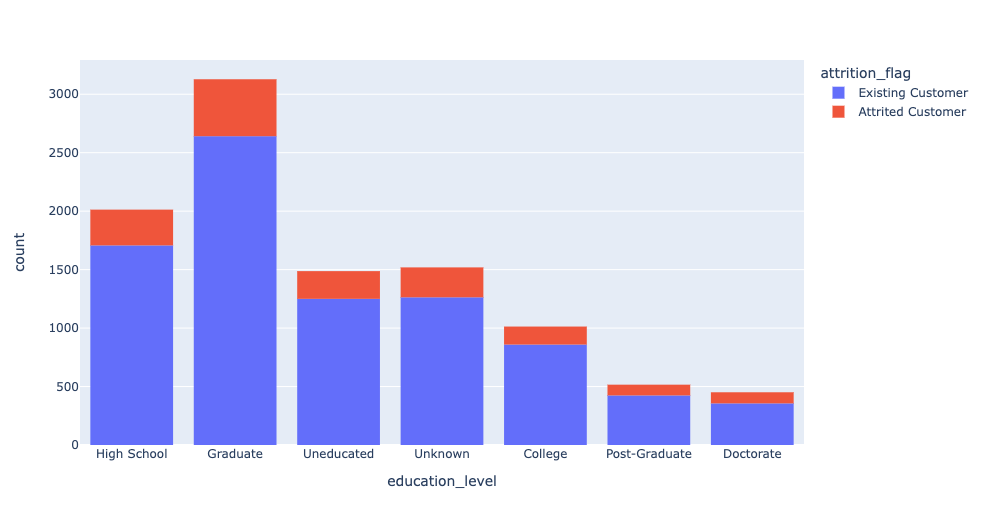 attrition_flag
Existing Customer
Attrited Customer
count
3000
2500
2000
1500
1000
500
0
High School Graduate Uneducated Unknown College Post-Graduate Doctorate
education_level